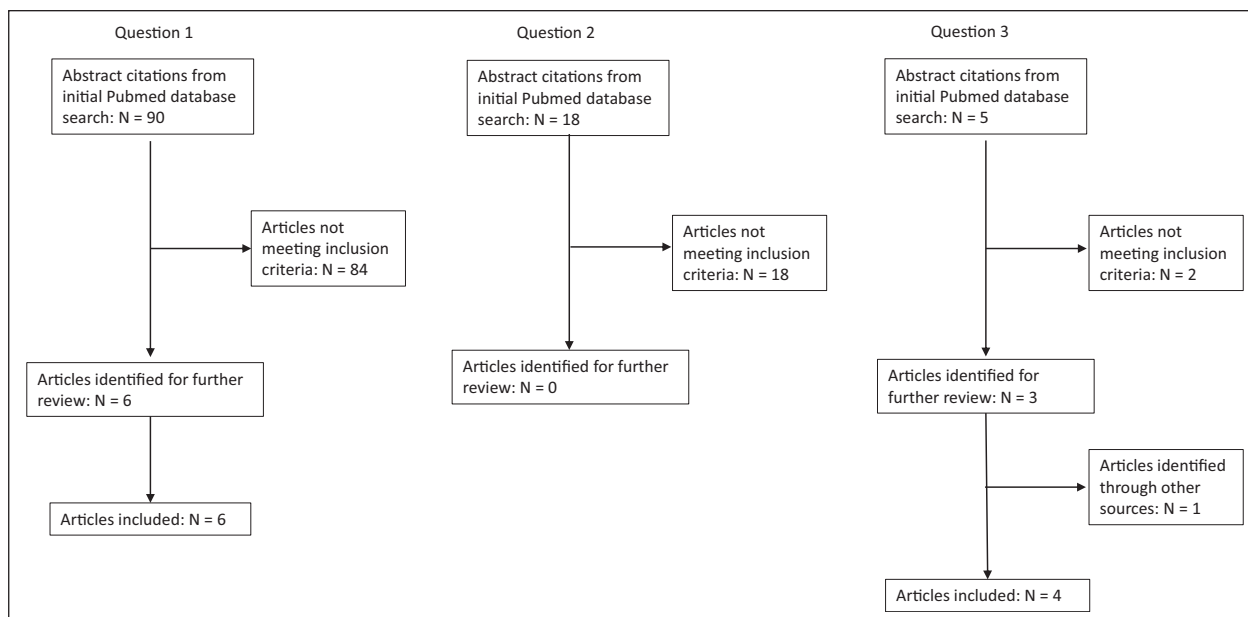 Question 1
Abstract citations from
initial Pubmed database
search: N = 90
Articles not
meeting inclusion
criteria: N = 84
Articles identified for further
review: N = 6
Articles included: N = 6
Question 2
Abstract citations from
initial Pubmed database
search: N = 18
Articles not
meeting inclusion
criteria: N = 18
Articles identified for further
review: N = 0
Question 3
Abstract citations from
initial Pubmed database
search: N = 5
Articles not
meeting inclusion
criteria: N = 2
Articles identified for
further review: N = 3
Articles identified
through other
sources: N = 1
Articles included: N = 4